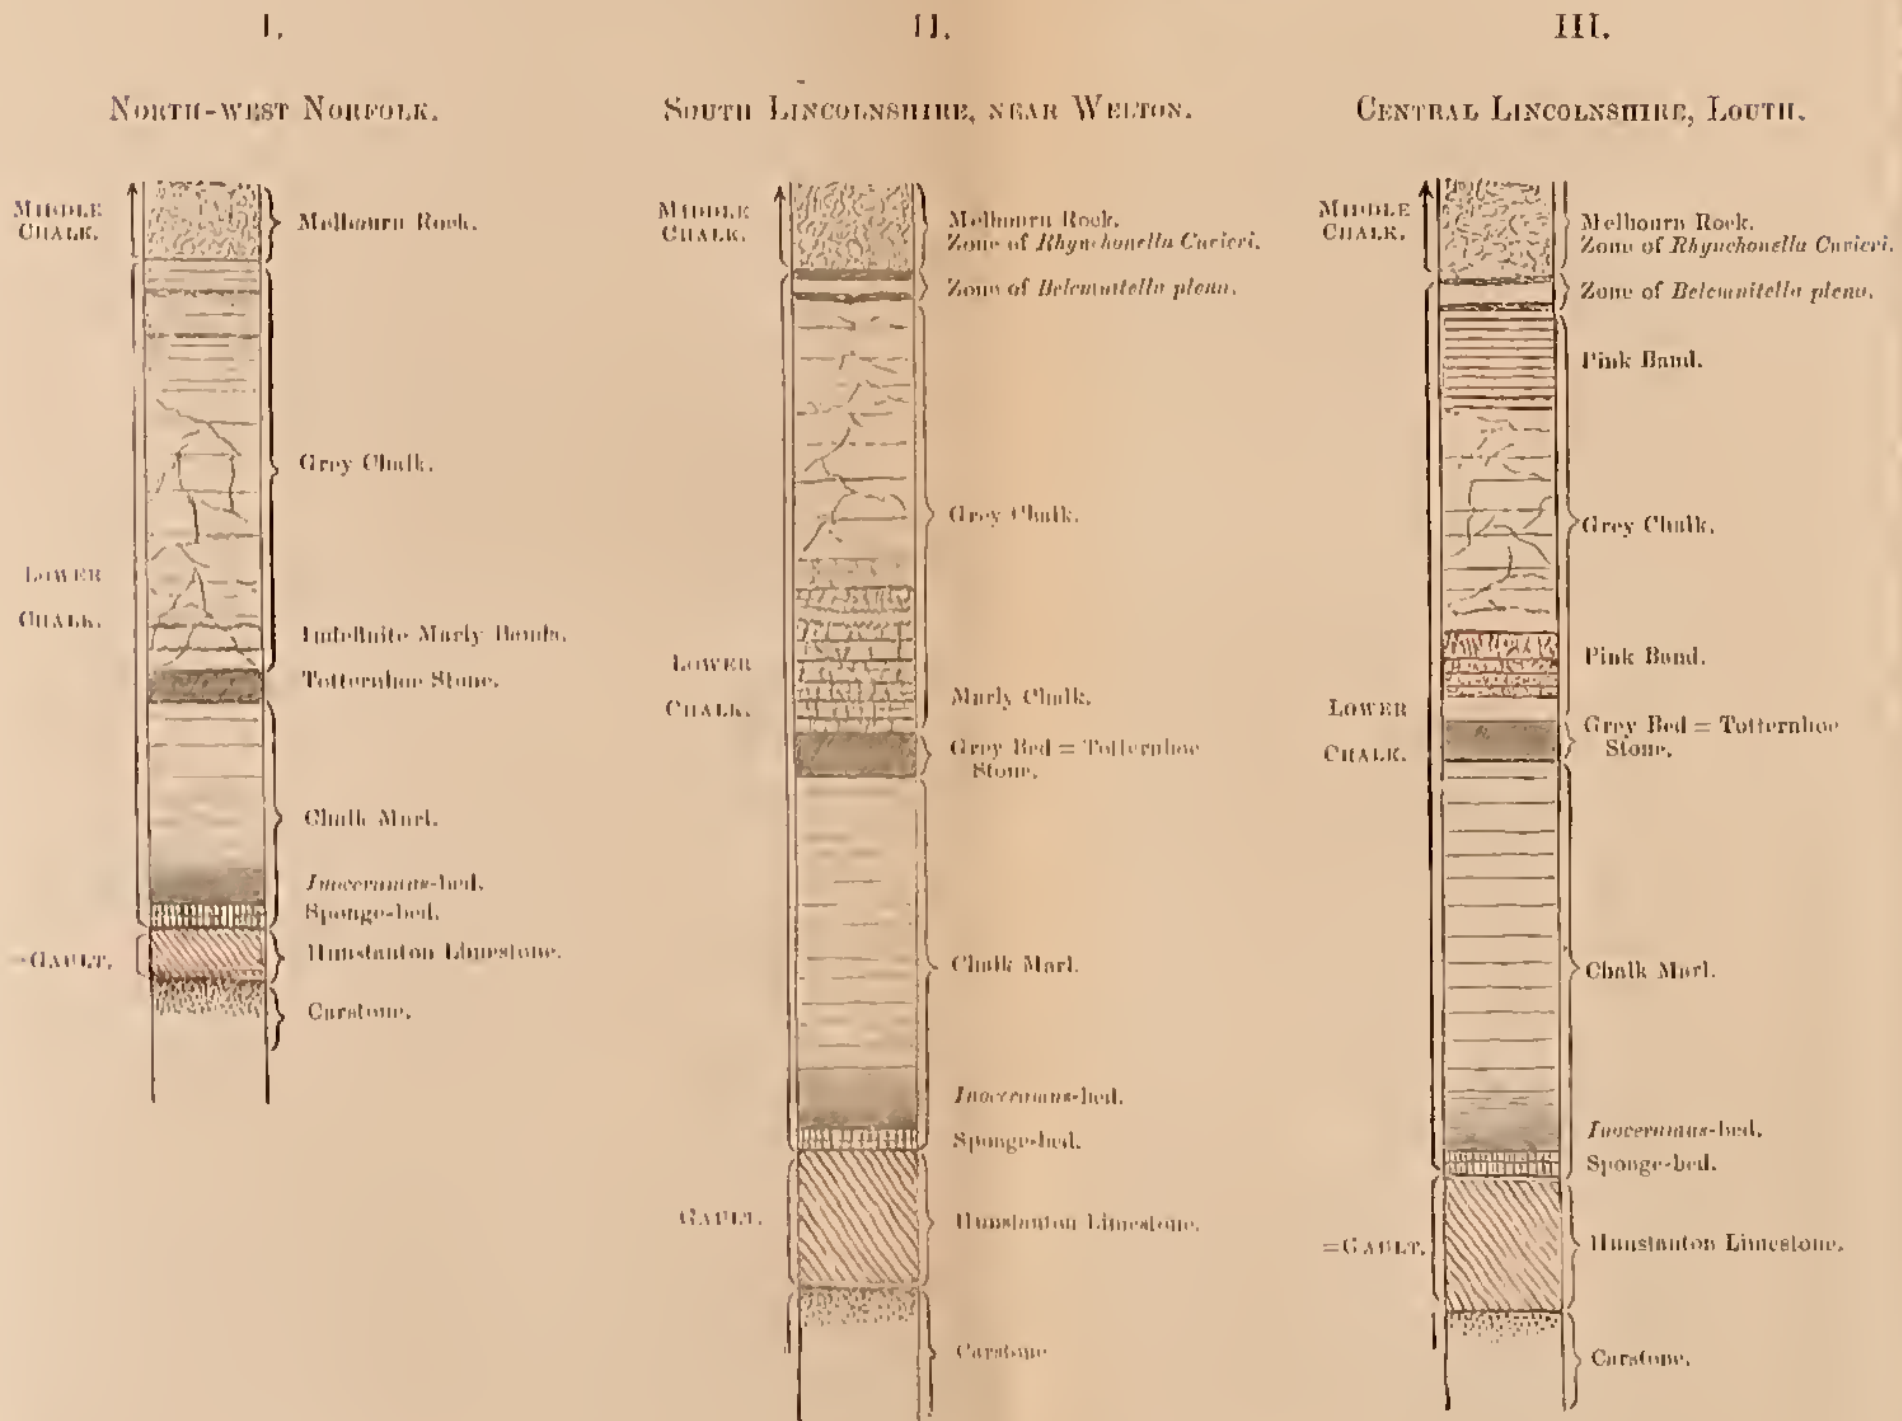 I.
NORTH-WEST NORFOLK.
MIDDLE
CHALK.
Melbourn Rock.
Grey Chalk.
LOWER
CHALK.
Indefinite Marly Bands.
Totternhoe Stone.
Chalk Marl.
Inoceramus-bed.
Sponge-bed.
=GAULT.
Hunstanton Limestone.
Carstone.
II.
SOUTH LINCOLNSHIRE, NEAR WELTON.
MIDDLE
CHALK.
Melbourn Rock.
Zone of Rhynchonella Cuvieri.
Zone of Belemnitella plena.
Grey Chalk.
LOWER
CHALK.
Marly Chalk.
Grey Bed = Totternhoe
Stone.
Chalk Marl.
Inoceramus-bed.
Sponge-bed.
GAULT.
Hunstanton Limestone.
Carstone
III.
CENTRAL LINCOLNSHIRE, LOUTH.
MIDDLE
CHALK.
Melbourn Rock.
Zone of Rhynchonella Cuvieri.
Zone of Belemnitella plena.
Pink Band.
Grey Chalk.
Pink Band.
LOWER
CHALK.
Grey Bed = Totternhoe
Stone.
Chalk Marl.
Inoceramus-bed.
Sponge-bed.
=GAULT.
Hunstanton Limestone.
Carstone.